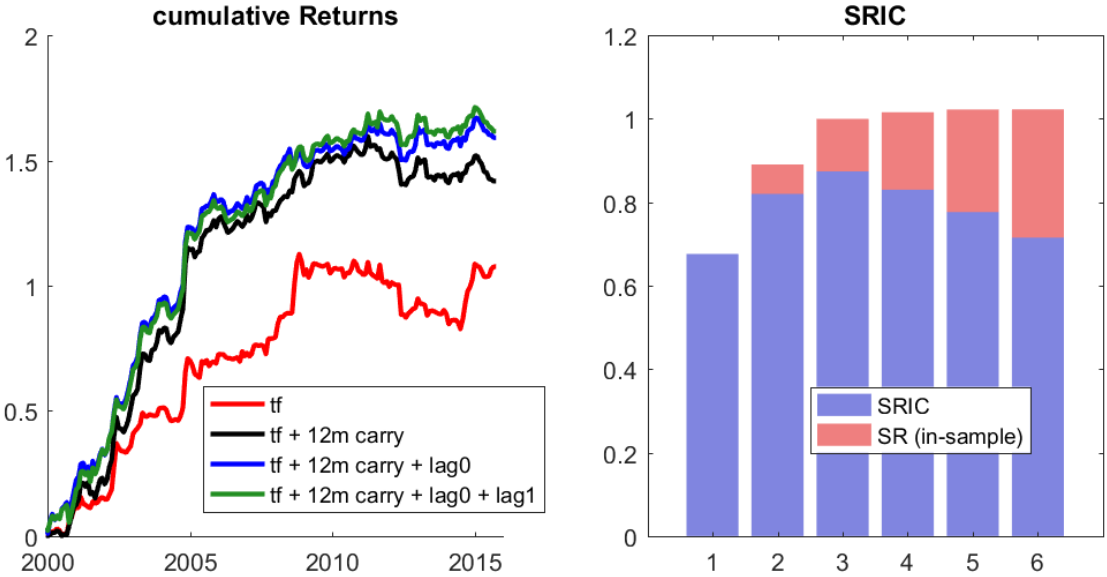 cumulative Returns
2
1.5
1
0.5
0
2000
2005
2010
2015
tf
tf + 12m carry
tf + 12m carry + lag0
tf + 12m carry + lag0 + lag1
SRIC
1.2
1
0.8
0.6
0.4
0.2
0
1
2
3
4
5
6
SRIC
SR (in-sample)